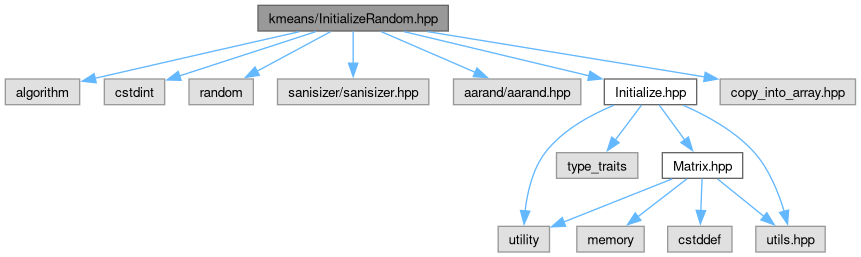 kmeans/InitializeRandom.hpp
algorithm
cstdint
random
sanisizer/sanisizer.hpp
aarand/aarand.hpp
Initialize.hpp
copy_into_array.hpp
type_traits
Matrix.hpp
utility
memory
cstddef
utils.hpp